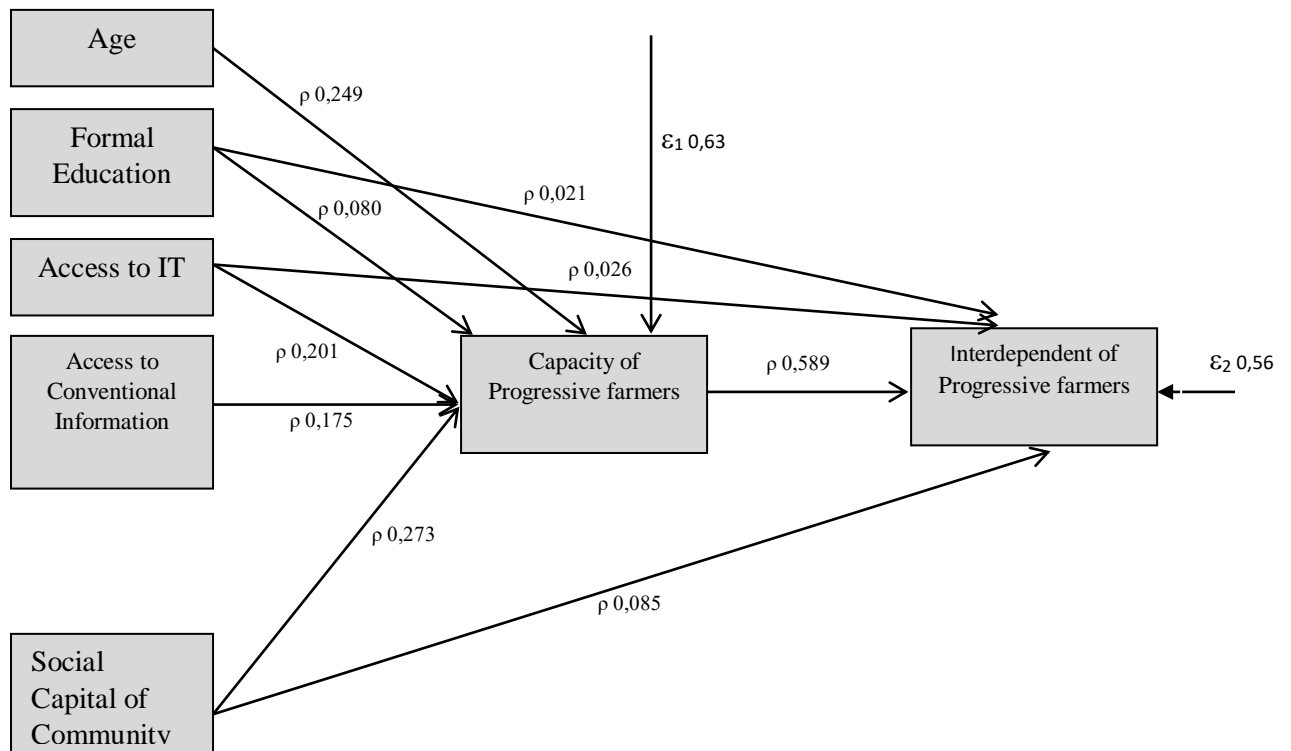 Age
ρ 0,249
ε1 0,63
Formal
Education
ρ 0,021
ρ 0,080
Access to IT
ρ 0,026
Access to
Conventional
Information
ρ 0,201
ρ 0,175
Capacity of
Progressive farmers
ρ 0,589
Interdependent of
Progressive farmers
ε2 0,56
ρ 0,273
ρ 0,085
Social
Capital of
Community